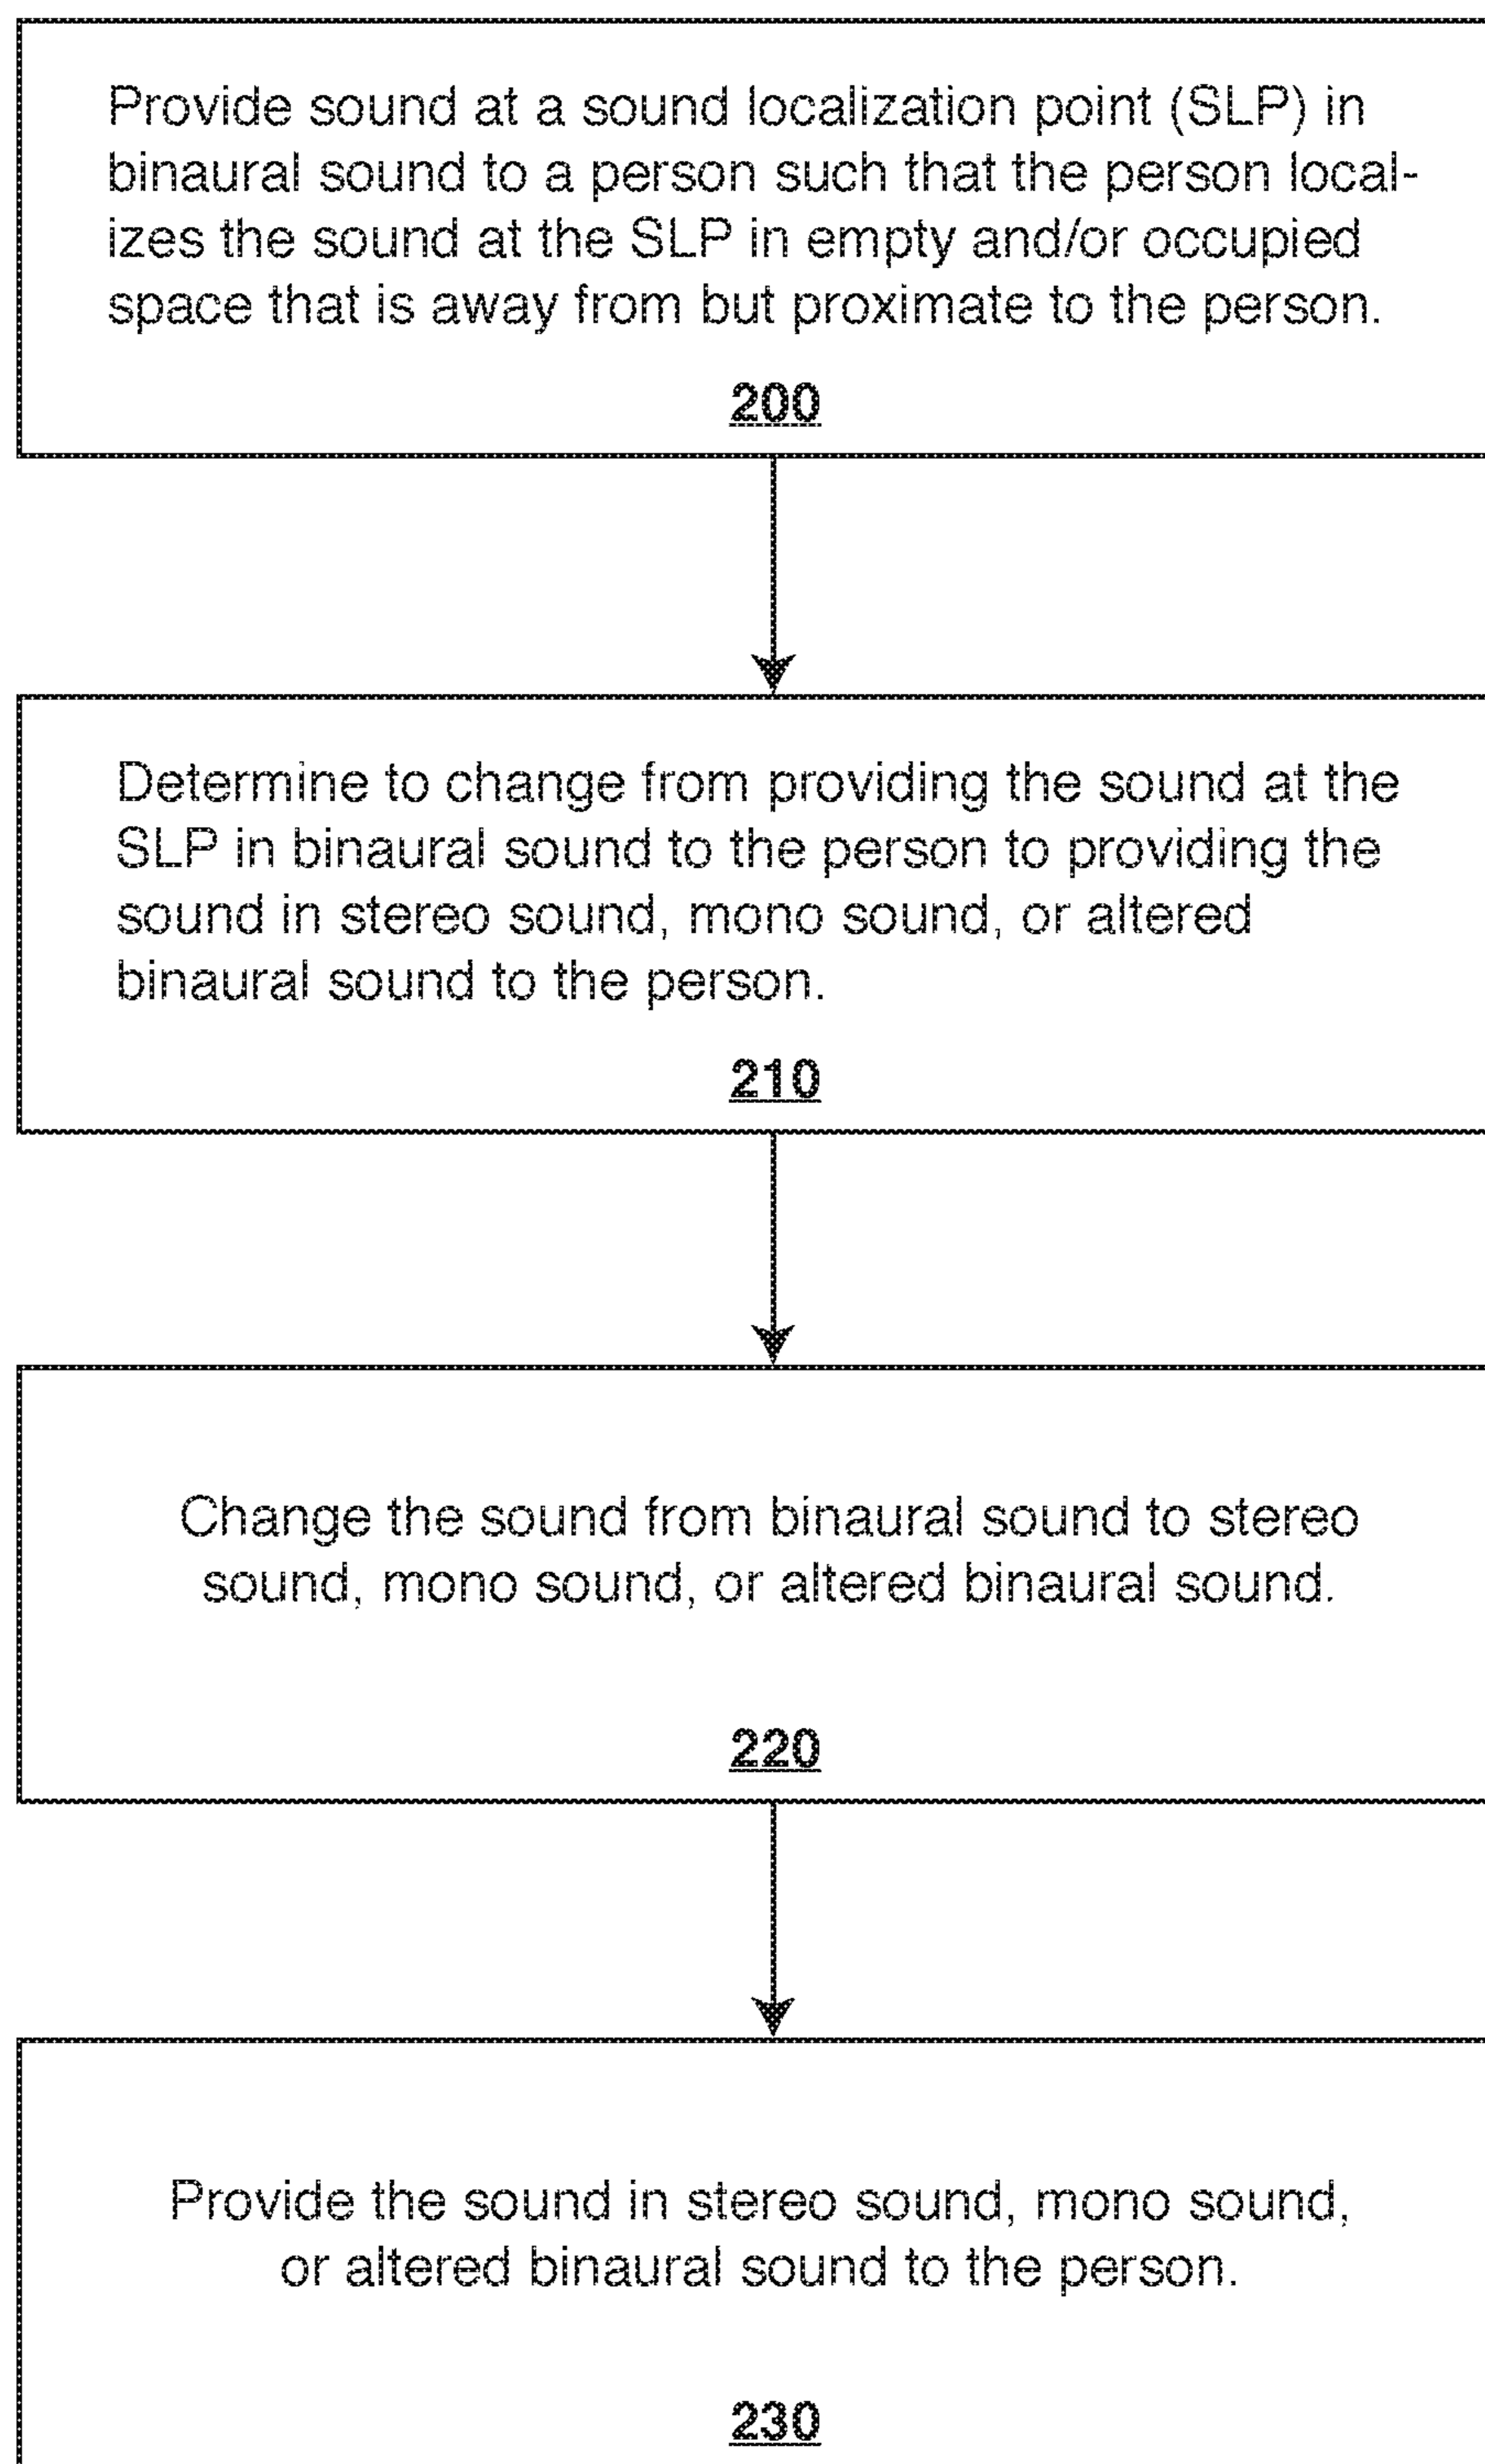 Provide sound at a sound localization point (SLP) in
binaural sound to a person such that the person local-
izes the sound at the SLP in empty and/or occupied
space that is away from but proximate to the person.
200
Determine to change from providing the sound at the
SLP in binaural sound to the person to providing the
sound in stereo sound, mono sound, or altered
binaural sound to the person.
210
Change the sound from binaural sound to stereo
sound, mono sound, or altered binaural sound.
220
Provide the sound in stereo sound, mono sound,
or altered binaural sound to the person.
230